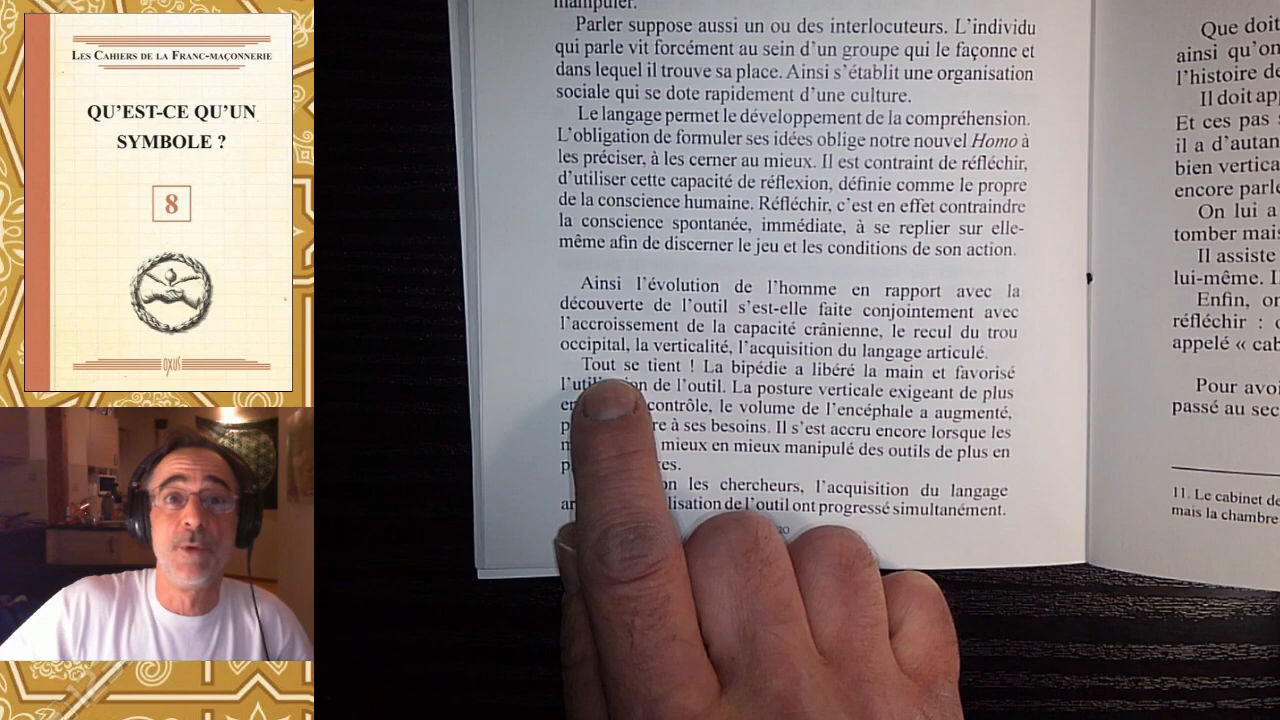 LES CAHIERS DE LA FRANC-MAÇONNERIE
QU'EST-CE QU'UN
SYMBOLE ?
8
OXUS
manipuler.
Parler suppose aussi un ou des interlocuteurs. L'individu
qui parle vit forcément au sein d'un groupe qui le façonne et
dans lequel il trouve sa place. Ainsi s'établit une organisation
sociale qui se dote rapidement d'une culture.
Le langage permet le développement de la compréhension.
L'obligation de formuler ses idées oblige notre nouvel Homo à
les préciser, à les cerner au mieux. Il est contraint de réfléchir,
d'utiliser cette capacité de réflexion, définie comme le propre
de la conscience humaine. Réfléchir, c'est en effet contraindre
la conscience spontanée, immédiate, à se replier sur elle-
même afin de discerner le jeu et les conditions de son action.
Ainsi l'évolution de l'homme en rapport avec la
découverte de l'outil s'est-elle faite conjointement avec
l'accroissement de la capacité crânienne, le recul du trou
occipital, la verticalité, l'acquisition du langage articulé.
Tout se tient ! La bipédie a libéré la main et favorisé
de l'outil. La posture verticale exigeant de plus
contrôle, le volume de l'encéphale a augmenté,
à ses besoins. Il s'est accru encore lorsque les
mieux en mieux manipulé des outils de plus en
les chercheurs, l'acquisition du langage
de l'outil ont progressé simultanément.
20
Que doit
ainsi qu'on
l'histoire de
Il doit
Et ces pas
il a d'autan
bien vertica
encore parle
On lui a
tomber mais
Il assiste
lui-même.
Enfin, on
réfléchir :
appelé « cab
Pour avo
passé au sec
11. Le cabinet de
mais la chambre